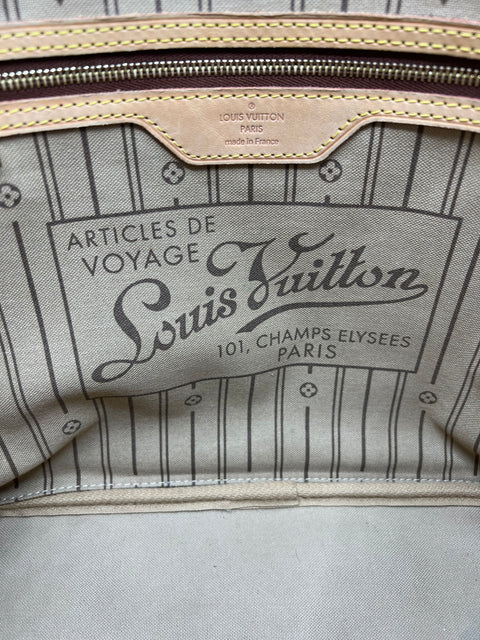 ®
LOUIS VUITTON
PARIS
made in France
ARTICLES DE
VOYAGE
Louis Vuitton
101, CHAMPS ELYSEES
PARIS